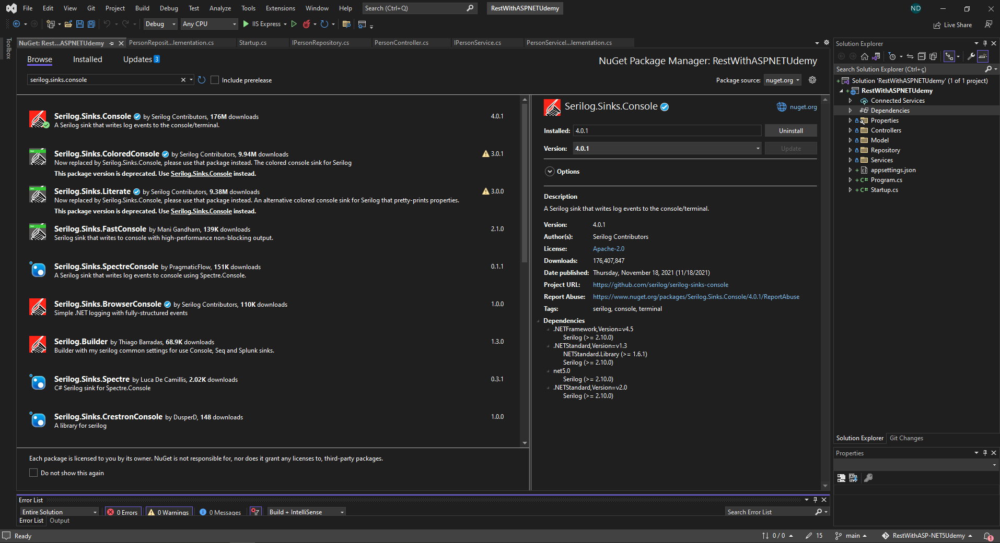 File Edit View Git Project Build Debug Test Analyze Tools Extensions Window Help Search (Ctrl+Q) RestWithASPNETUdemy ND
Debug Any CPU IIS Express Live Share
Toolbox
NuGet: Rest...ASPNETUdemy PersonReposit...lementation.cs Startup.cs IPersonRepository.cs PersonController.cs IPersonService.cs PersonServiceI...lementation.cs
Browse Installed Updates 3
NuGet Package Manager: RestWithASPNETUdemy
serilog.sinks.console Include prerelease
Package source: nuget.org
Serilog.Sinks.Console by Serilog Contributors, 176M downloads 4.0.1
A Serilog sink that writes log events to the console/terminal.
Serilog.Sinks.ColoredConsole by Serilog Contributors, 9.94M downloads 3.0.1
Now replaced by Serilog.Sinks.Console, please use that package instead. The colored console sink for Serilog
This package version is deprecated. Use Serilog.Sinks.Console instead.
Serilog.Sinks.Literate by Serilog Contributors, 9.38M downloads 3.0.0
Now replaced by Serilog.Sinks.Console, please use that package instead. An alternative colored console sink for Serilog that pretty-prints properties.
This package version is deprecated. Use Serilog.Sinks.Console instead.
Serilog.Sinks.FastConsole by Mani Gandham, 139K downloads 2.1.0
Serilog sink that writes to console with high-performance non-blocking output.
Serilog.Sinks.SpectreConsole by PragmaticFlow, 151K downloads 0.1.1
A Serilog sink that writes log events to console using Spectre.Console.
Serilog.Sinks.BrowserConsole by Serilog Contributors, 110K downloads 1.0.0
Simple .NET logging with fully-structured events
Serilog.Builder by Thiago Barradas, 68.9K downloads 1.3.0
Builder with my serilog common settings for use Console, Seq and Splunk sinks.
Serilog.Sinks.Spectre by Luca De Camillis, 2.02K downloads 0.3.1
C# Serilog sink for Spectre.Console
Serilog.Sinks.CrestronConsole by DusperD, 148 downloads 1.0.0
A library for serilog
Each package is licensed to you by its owner. NuGet is not responsible for, nor does it grant any licenses to, third-party packages.
Do not show this again
Serilog.Sinks.Console nuget.org
Installed: 4.0.1 Uninstall
Version: 4.0.1 Update
Options
Description
A Serilog sink that writes log events to the console/terminal.
Version: 4.0.1
Author(s): Serilog Contributors
License: Apache-2.0
Downloads: 176,407,847
Date published: Thursday, November 18, 2021 (11/18/2021)
Project URL: https://github.com/serilog/serilog-sinks-console
Report Abuse: https://www.nuget.org/packages/Serilog.Sinks.Console/4.0.1/ReportAbuse
Tags: serilog, console, terminal
Dependencies
.NETFramework,Version=v4.5
Serilog (>= 2.10.0)
.NETStandard,Version=v1.3
NETStandard.Library (>= 1.6.1)
Serilog (>= 2.10.0)
net5.0
Serilog (>= 2.10.0)
.NETStandard,Version=v2.0
Serilog (>= 2.10.0)
Solution Explorer
Search Solution Explorer (Ctrl+ç)
Solution 'RestWithASPNETUdemy' (1 of 1 project)
RestWithASPNETUdemy
Connected Services
Dependencies
Properties
Controllers
Model
Repository
Services
appsettings.json
C# Program.cs
C# Startup.cs
Solution Explorer Git Changes
Properties
Error List
Entire Solution 0 Errors 0 Warnings 0 Messages Build + IntelliSense Search Error List
Error List Output
Ready 0 / 0 15 main RestWithASP-NET5Udemy 1